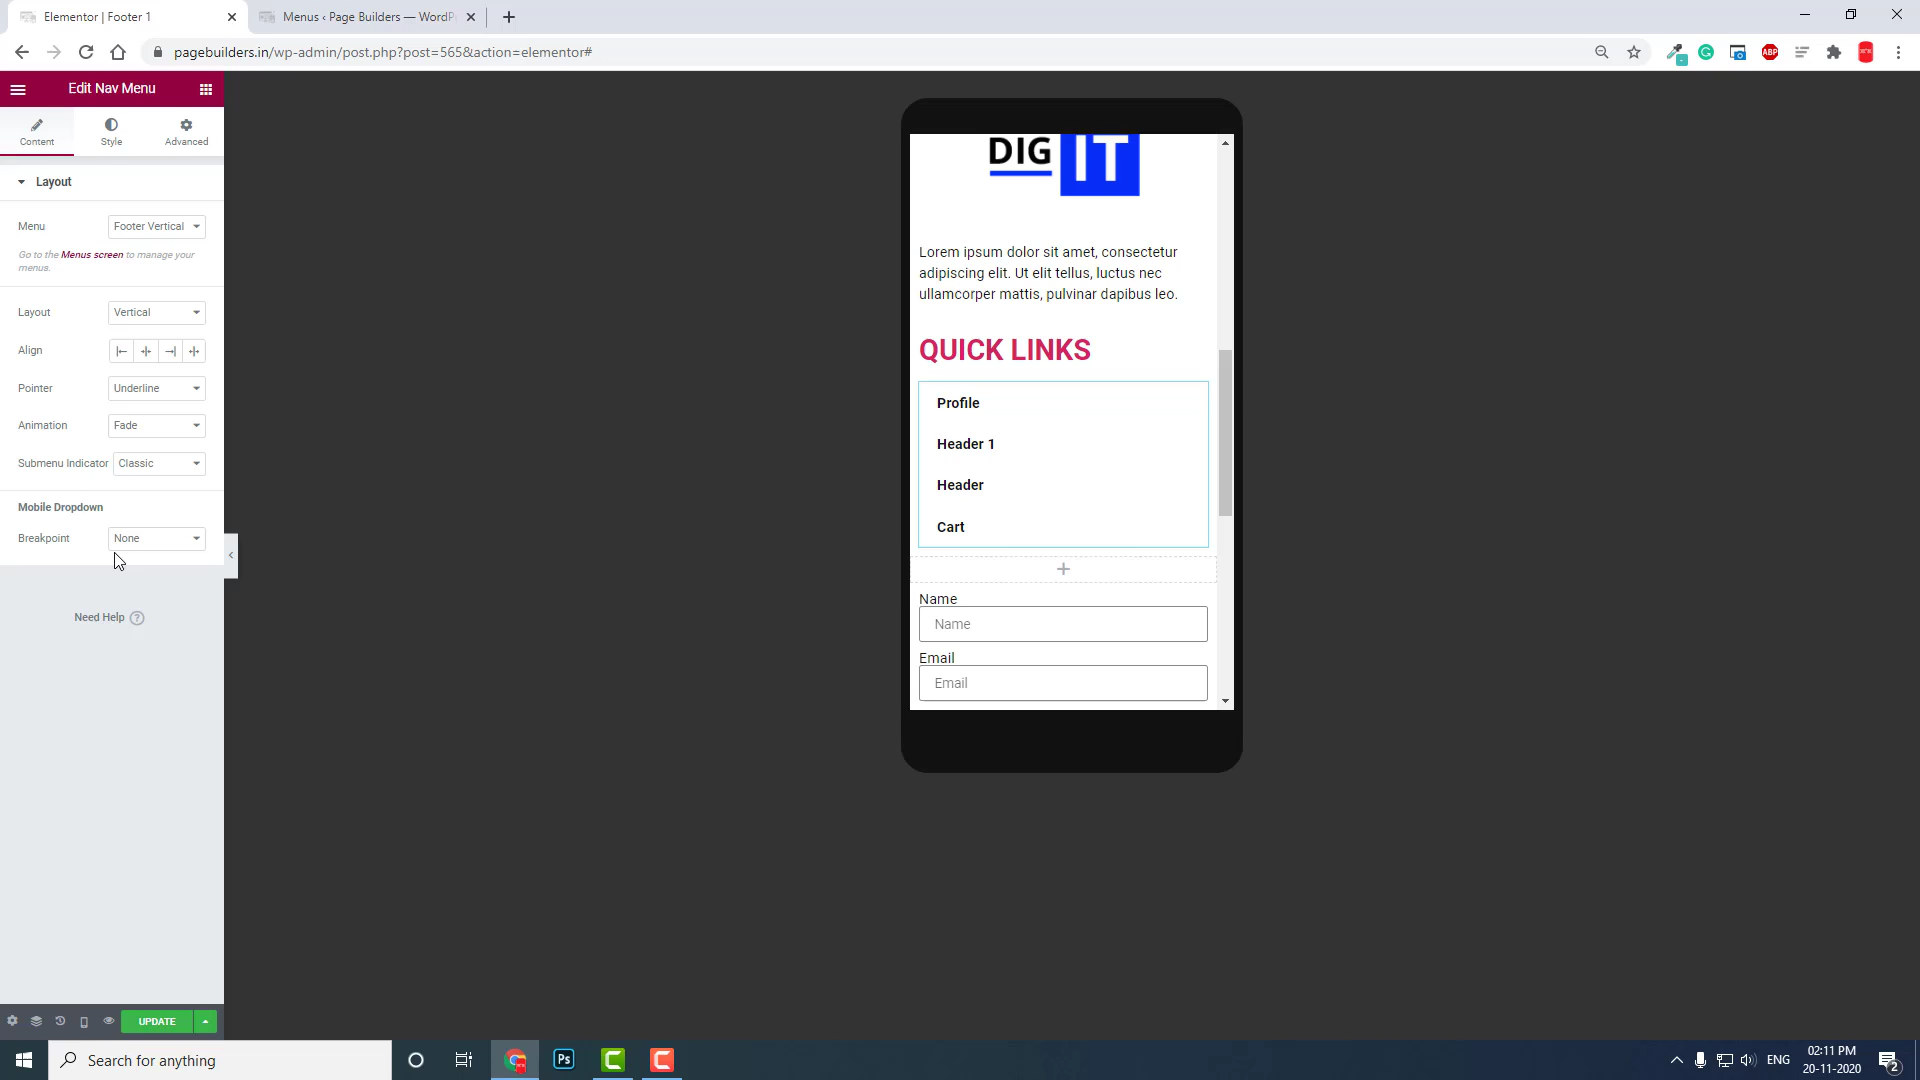 Elementor | Footer 1
Menus ‹ Page Builders — WordP
pagebuilders.in/wp-admin/post.php?post=565&action=elementor#
ABP
Edit Nav Menu
Content
Style
Advanced
Layout
Menu
Footer Vertical
Go to the Menus screen to manage your
menus.
Layout
Vertical
Align
Pointer
Underline
Animation
Fade
Submenu Indicator
Classic
Mobile Dropdown
Breakpoint
None
Need Help ?
UPDATE
DIG IT
Lorem ipsum dolor sit amet, consectetur
adipiscing elit. Ut elit tellus, luctus nec
ullamcorper mattis, pulvinar dapibus leo.
QUICK LINKS
Profile
Header 1
Header
Cart
Name
Name
Email
Email
Search for anything
Ps
ENG
02:11 PM
20-11-2020
2